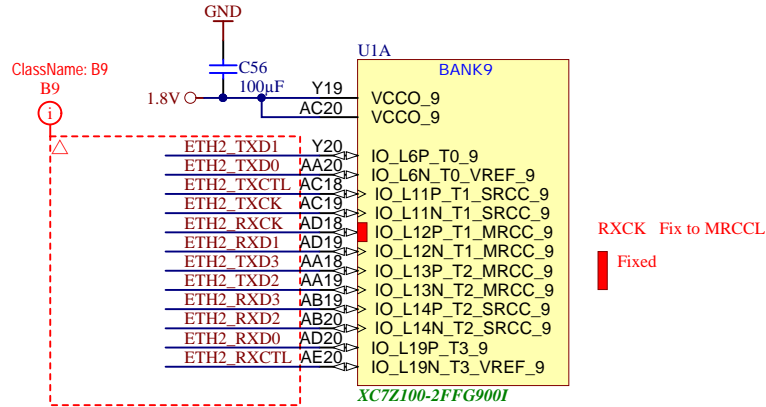 GND
U1A
BANK9
ClassName: B9
B9
i
C56
100µF
1.8V
Y19 VCCO_9
AC20 VCCO_9
ETH2_TXD1 Y20 IO_L6P_T0_9
ETH2_TXD0 AA20 IO_L6N_T0_VREF_9
ETH2_TXCTL AC18 IO_L11P_T1_SRCC_9
ETH2_TXCK AC19 IO_L11N_T1_SRCC_9
ETH2_RXCK AD18 IO_L12P_T1_MRCC_9
ETH2_RXD1 AD19 IO_L12N_T1_MRCC_9
ETH2_TXD3 AA18 IO_L13P_T2_MRCC_9
ETH2_TXD2 AA19 IO_L13N_T2_MRCC_9
ETH2_RXD3 AB19 IO_L14P_T2_SRCC_9
ETH2_RXD2 AB20 IO_L14N_T2_SRCC_9
ETH2_RXD0 AD20 IO_L19P_T3_9
ETH2_RXCTL AE20 IO_L19N_T3_VREF_9
XC7Z100-2FFG900I
RXCK Fix to MRCCL
Fixed